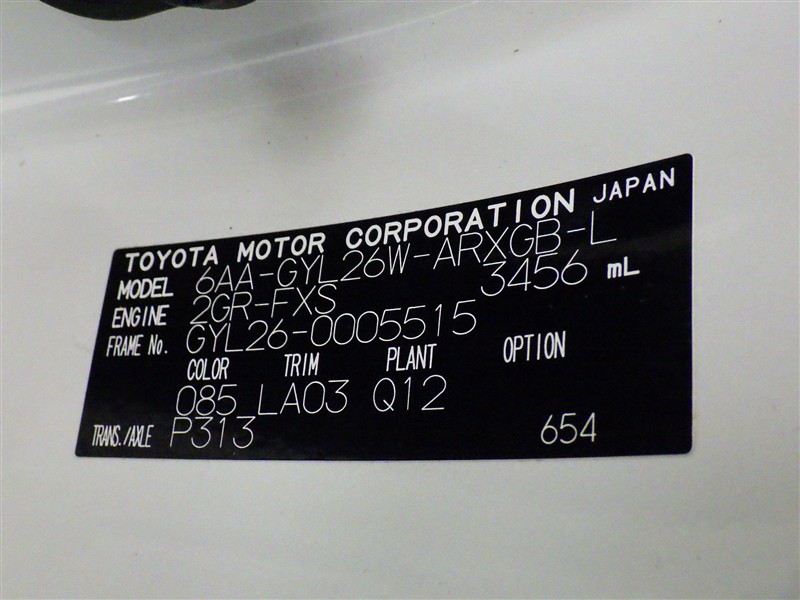 TOYOTA MOTOR CORPORATION JAPAN
MODEL 6AA-GYL26W-ARXGB-L
ENGINE 2GR-FXS 3456 mL
FRAME No. GYL26-0005515
COLOR TRIM PLANT OPTION
085 LA03 Q12
TRANS./AXLE P313 654